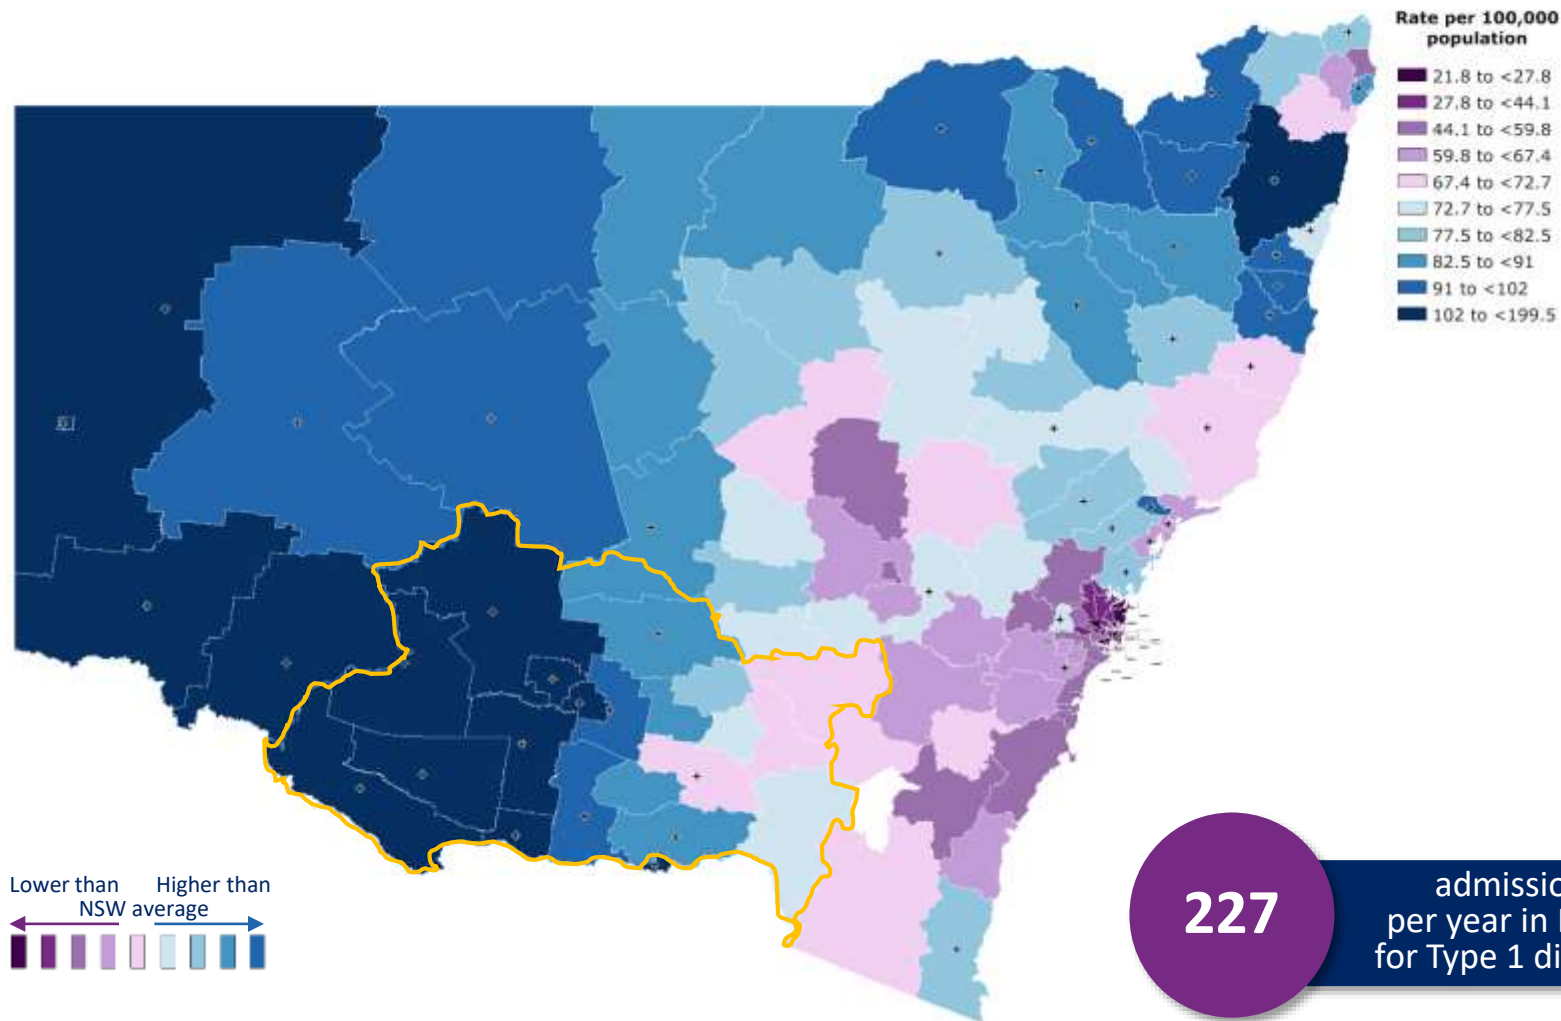 Rate per 100,000
population
21.8 to <27.8
27.8 to <44.1
44.1 to <59.8
59.8 to <67.4
67.4 to <72.7
72.7 to <77.5
77.5 to <82.5
82.5 to <91
91 to <102
102 to <199.5
Lower than Higher than
NSW average
227
admissio
per year in
for Type 1 di